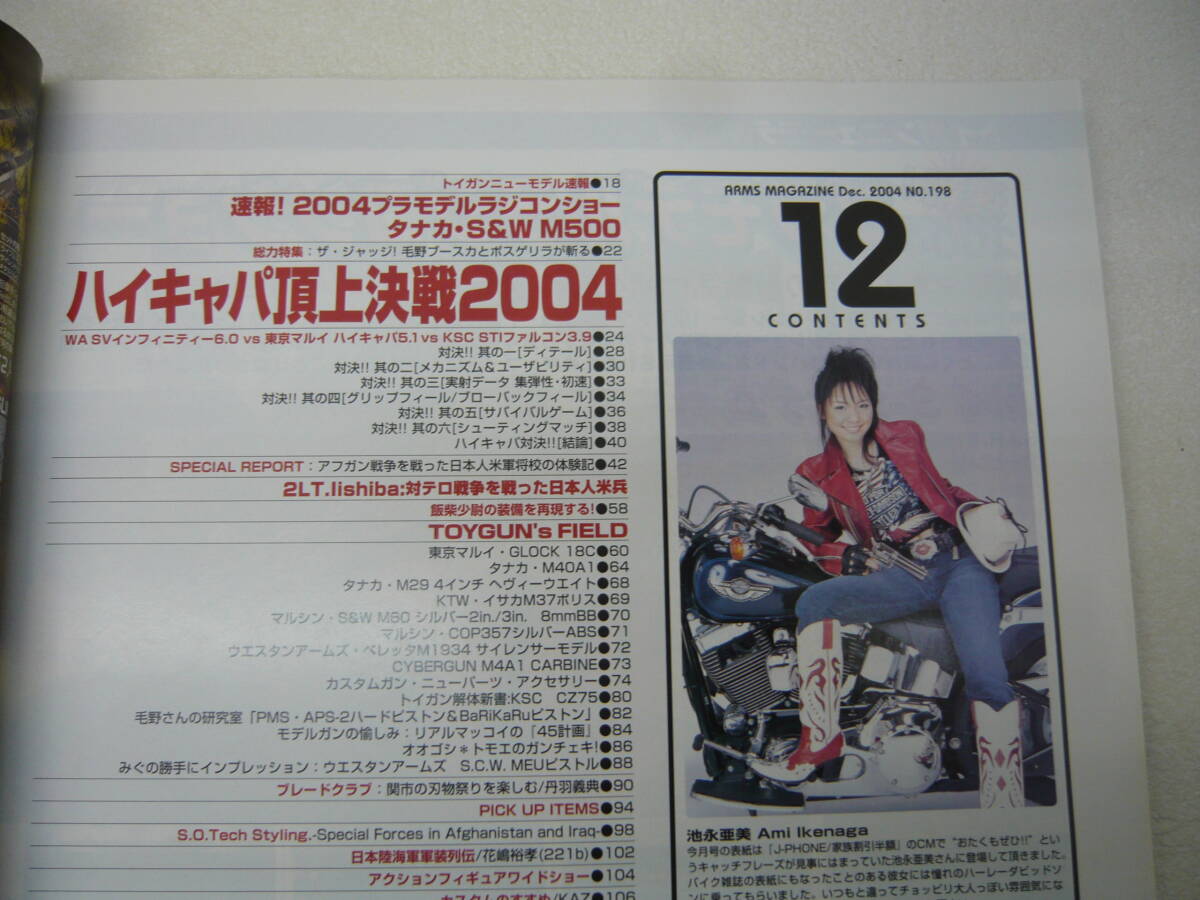 トイガンニューモデル速報●18
速報! 2004プラモデルラジコンショー
タナカ・S&W M500
総力特集：ザ・ジャッジ! 毛野ブースカとボスゲリラが斬る●22
ハイキャパ頂上決戦2004
WA SVインフィニティー6.0 vs 東京マルイ ハイキャパ5.1 vs KSC STIファルコン3.9●24
対決!! 其の一[ディテール]●28
対決!! 其の二[メカニズム&ユーザビリティ]●30
対決!! 其の三[実射データ 集弾性・初速]●33
対決!! 其の四[グリップフィール/ブローバックフィール]●34
対決!! 其の五[サバイバルゲーム]●36
対決!! 其の六[シューティングマッチ]●38
ハイキャパ対決!![結論]●40
SPECIAL REPORT：アフガン戦争を戦った日本人米軍将校の体験記●42
2LT.Iishiba:対テロ戦争を戦った日本人米兵
飯柴少尉の装備を再現する!●58
TOYGUN's FIELD
東京マルイ・GLOCK 18C●60
タナカ・M40A1●64
タナカ・M29 4インチ ヘヴィーウエイト●68
KTW・イサカM37ポリス●69
マルシン・S&W M60 シルバー2in./3in. 8mmBB●70
マルシン・COP357シルバーABS●71
ウエスタンアームズ・ベレッタM1934 サイレンサーモデル●72
CYBERGUN M4A1 CARBINE●73
カスタムガン・ニューパーツ・アクセサリー●74
トイガン解体新書:KSC CZ75●80
毛野さんの研究室「PMS・APS-2ハードピストン&BaRiKaRuピストン」●82
モデルガンの愉しみ：リアルマッコイの「45計画」●84
オオゴシ＊トモエのガンチェキ!●86
みぐの勝手にインプレッション：ウエスタンアームズ S.C.W. MEUピストル●88
ブレードクラブ：関市の刃物祭りを楽しむ/丹羽義典●90
PICK UP ITEMS●94
S.O.Tech Styling.-Special Forces in Afghanistan and Iraq-●98
日本陸海軍軍装列伝/花嶋裕孝(221b)●102
アクションフィギュアワイドショー●104
カスタムのすすめ/KAZ●106
ARMS MAGAZINE Dec. 2004 NO.198
12
CONTENTS
池永亜美 Ami Ikenaga
今月号の表紙は「J-PHONE/家族割引半額」のCMで“おたくもぜひ!!”とい
うキャッチフレーズが見事にはまっていた池永亜美さんに登場して頂きました。
バイク雑誌の表紙にもなったことのある彼女には憧れのハーレーダビッドソ
ンに乗ってもらいました。いつもと違ってチョッピリ大人っぽい雰囲気にな